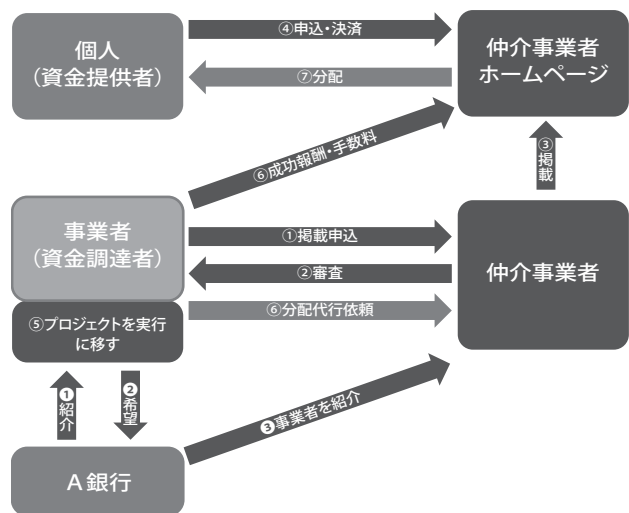 個人
（資金提供者）
④申込・決済
⑦分配
仲介事業者
ホームページ
⑥成功報酬・手数料
③掲載
事業者
（資金調達者）
①掲載申込
②審査
仲介事業者
⑤プロジェクトを実行
に移す
⑥分配代行依頼
❶紹介
❷希望
❸事業者を紹介
A銀行